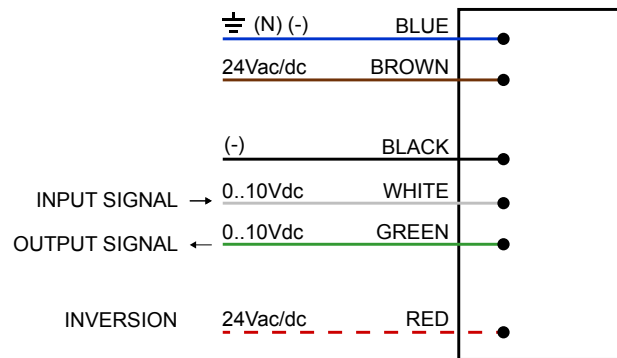 (N) (-) BLUE
24Vac/dc BROWN
(-) BLACK
INPUT SIGNAL → 0..10Vdc WHITE
OUTPUT SIGNAL ← 0..10Vdc GREEN
INVERSION 24Vac/dc RED